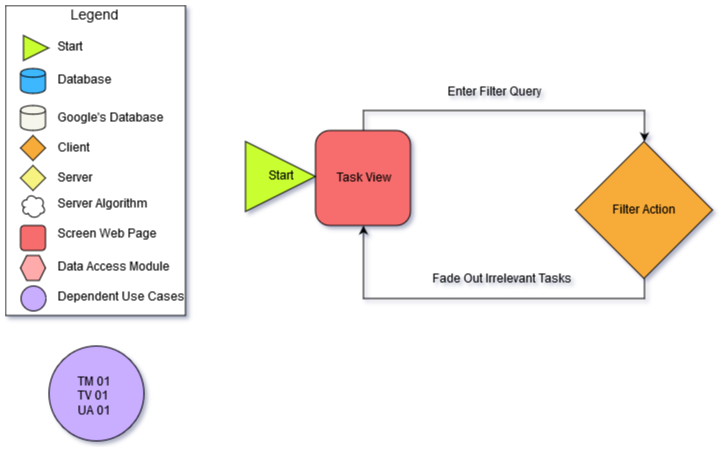 Legend
Start
Database
Google's Database
Client
Server
Server Algorithm
Screen Web Page
Data Access Module
Dependent Use Cases
Enter Filter Query
Start
Task View
Filter Action
Fade Out Irrelevant Tasks
TM 01
TV 01
UA 01